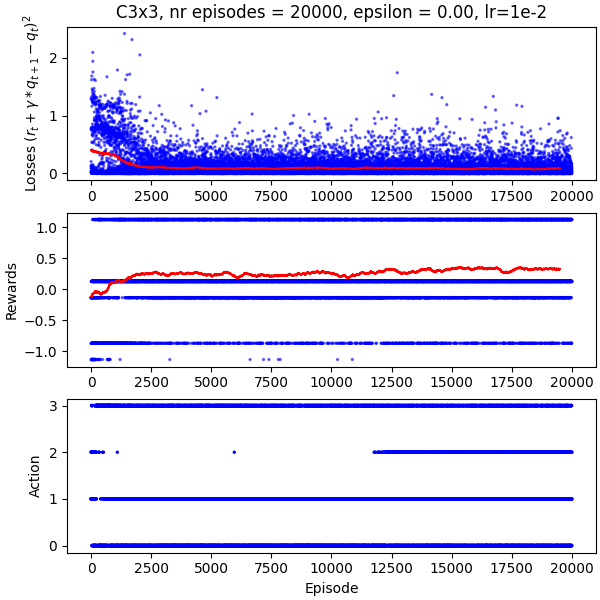 C3x3, nr episodes = 20000, epsilon = 0.00, lr=1e-2
Losses $(r_t + \gamma * q_{t+1} - q_t)^2$
2
1
0
0 2500 5000 7500 10000 12500 15000 17500 20000
Rewards
1.0
0.5
0.0
−0.5
−1.0
0 2500 5000 7500 10000 12500 15000 17500 20000
Action
3
2
1
0
0 2500 5000 7500 10000 12500 15000 17500 20000
Episode